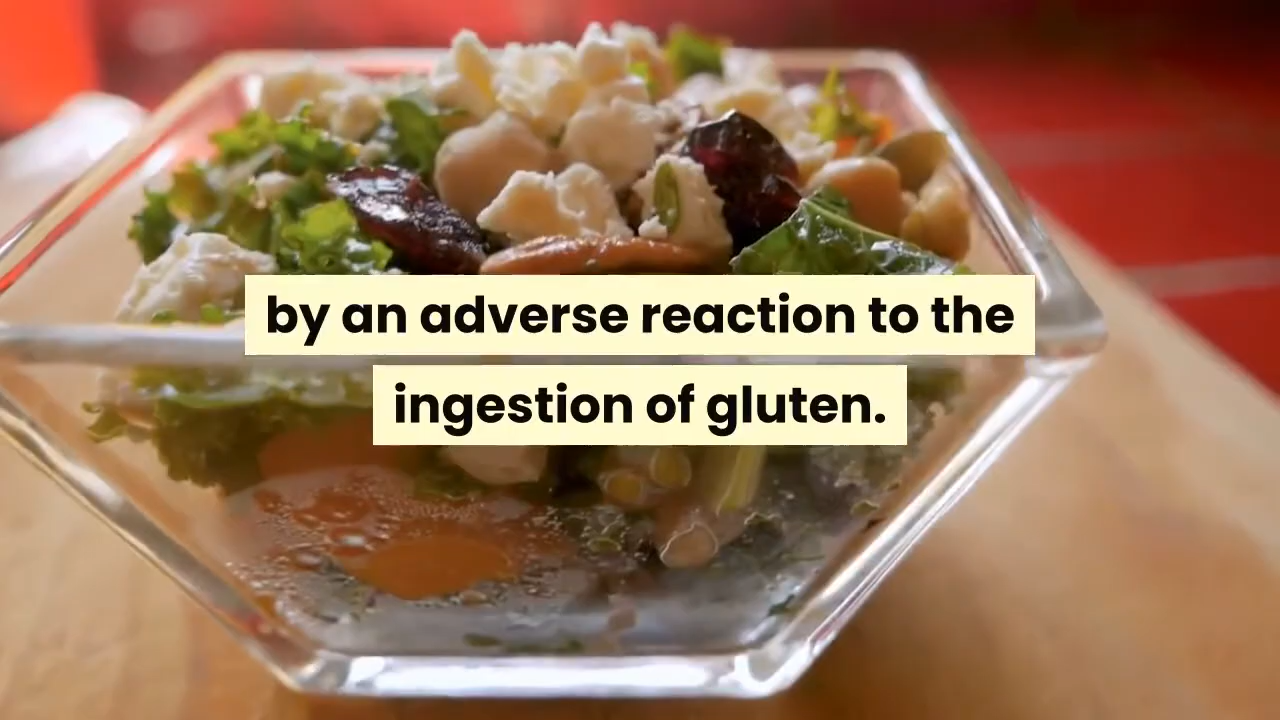 by an adverse reaction to the
ingestion of gluten.